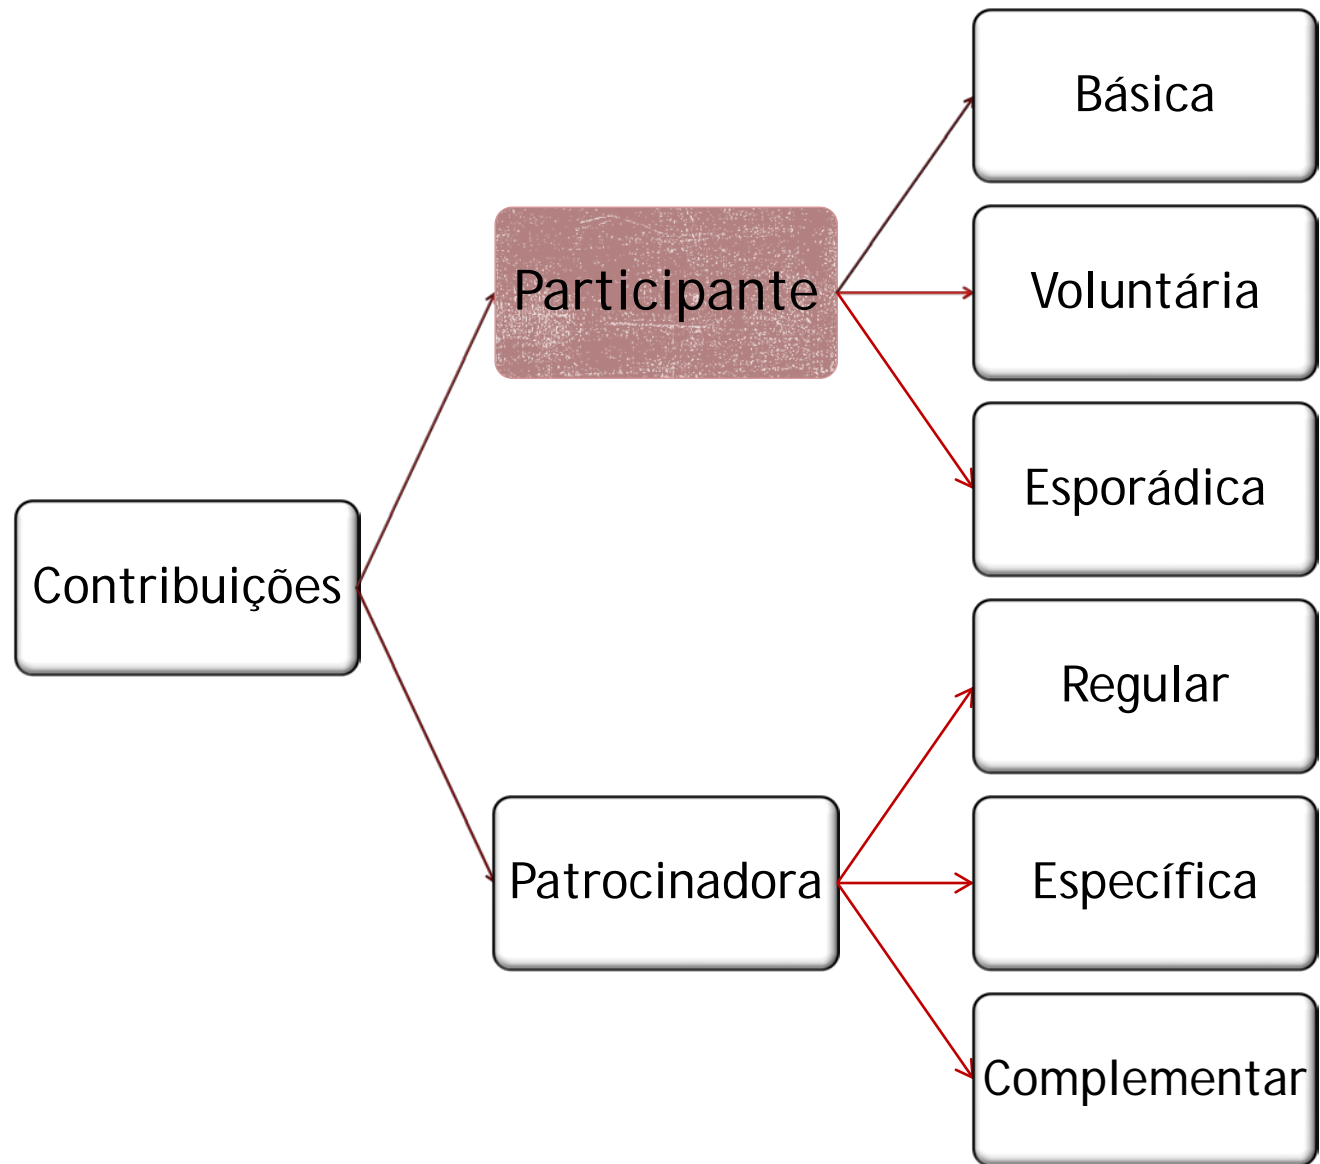 Contribuições
Participante
Básica
Voluntária
Esporádica
Patrocinadora
Regular
Específica
Complementar